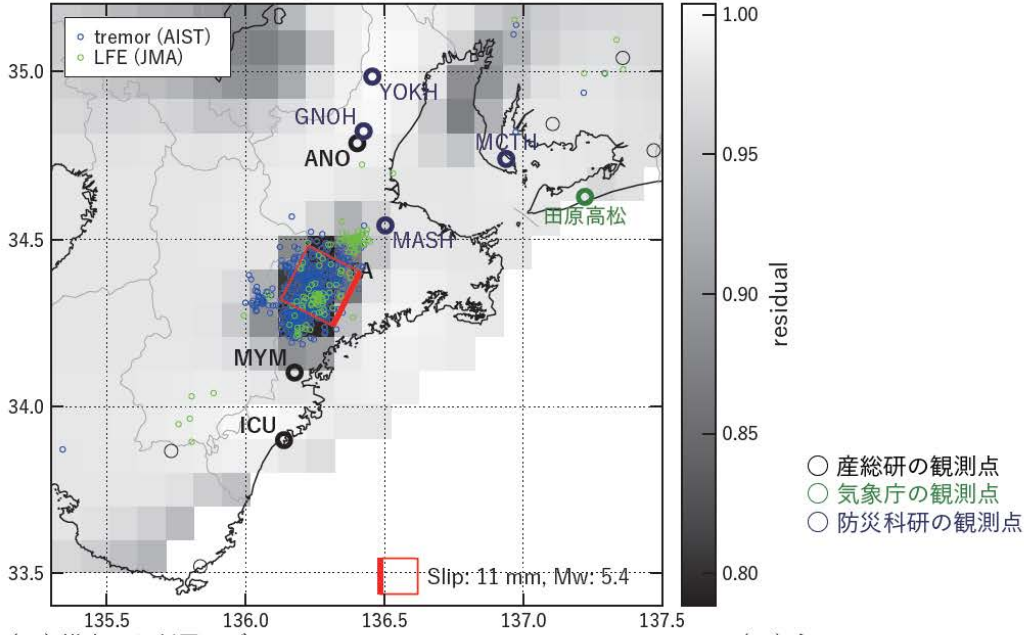 tremor (AIST)
LFE (JMA)
35.0
34.5
34.0
33.5
135.5
136.0
136.5
137.0
137.5
YOKH
GNOH
ANO
MCTH
田原高松
MASH
A
MYM
ICU
Slip: 11 mm, Mw: 5.4
1.00
0.95
0.90
0.85
0.80
residual
産総研の観測点
気象庁の観測点
防災科研の観測点